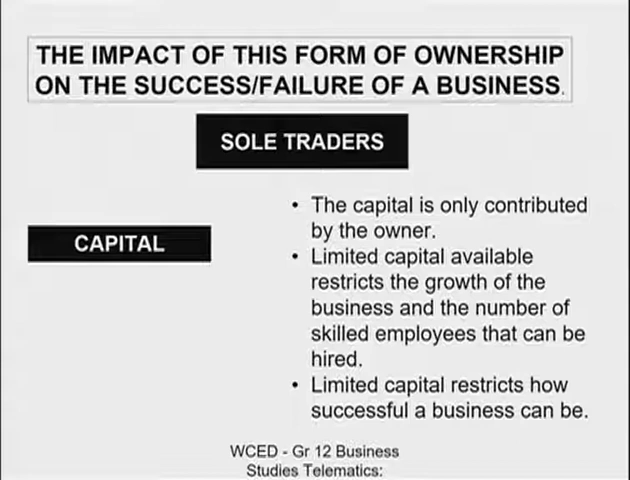 THE IMPACT OF THIS FORM OF OWNERSHIP
ON THE SUCCESS/FAILURE OF A BUSINESS.
SOLE TRADERS
CAPITAL
• The capital is only contributed
by the owner.
• Limited capital available
restricts the growth of the
business and the number of
skilled employees that can be
hired.
• Limited capital restricts how
successful a business can be.
WCED - Gr 12 Business
Studies Telematics: